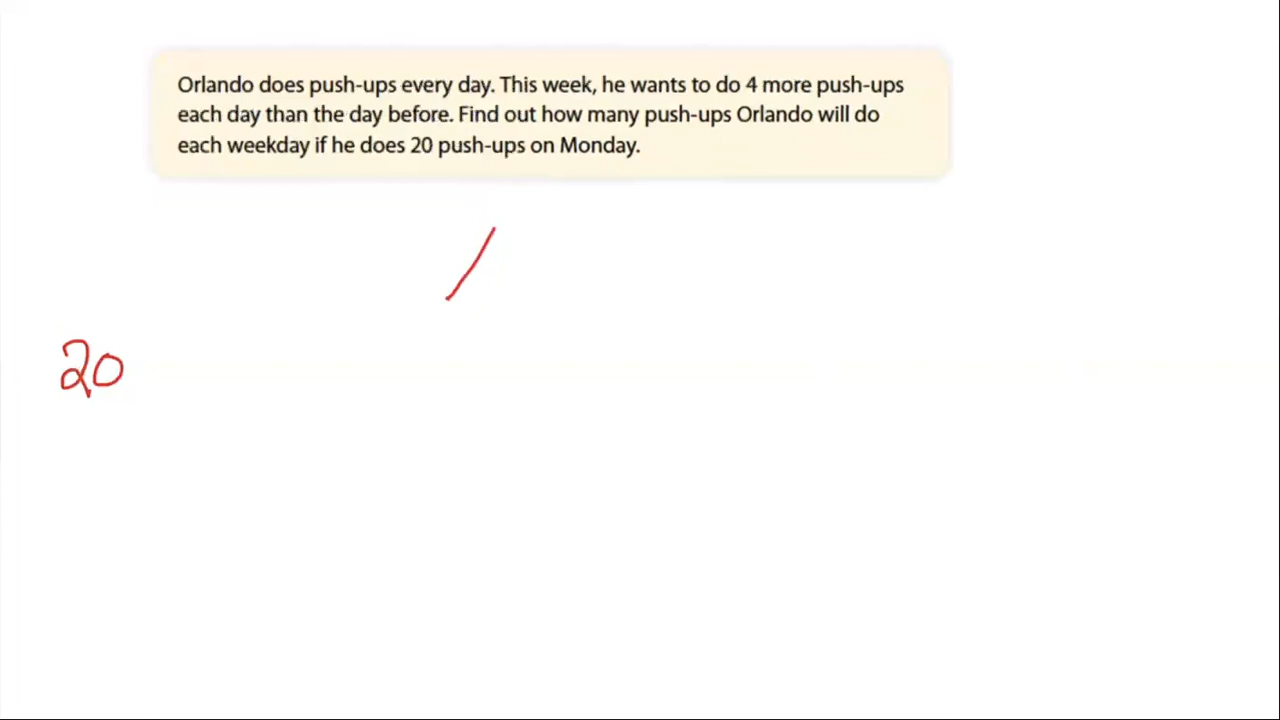 Orlando does push-ups every day. This week, he wants to do 4 more push-ups
each day than the day before. Find out how many push-ups Orlando will do
each weekday if he does 20 push-ups on Monday.
20